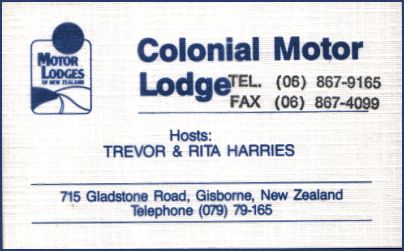 MOTOR
LODGES
OF NEW ZEALAND
Colonial Motor
Lodge
TEL. (06) 867-9165
FAX (06) 867-4099
Hosts:
TREVOR & RITA HARRIES
715 Gladstone Road, Gisborne, New Zealand
Telephone (079) 79-165